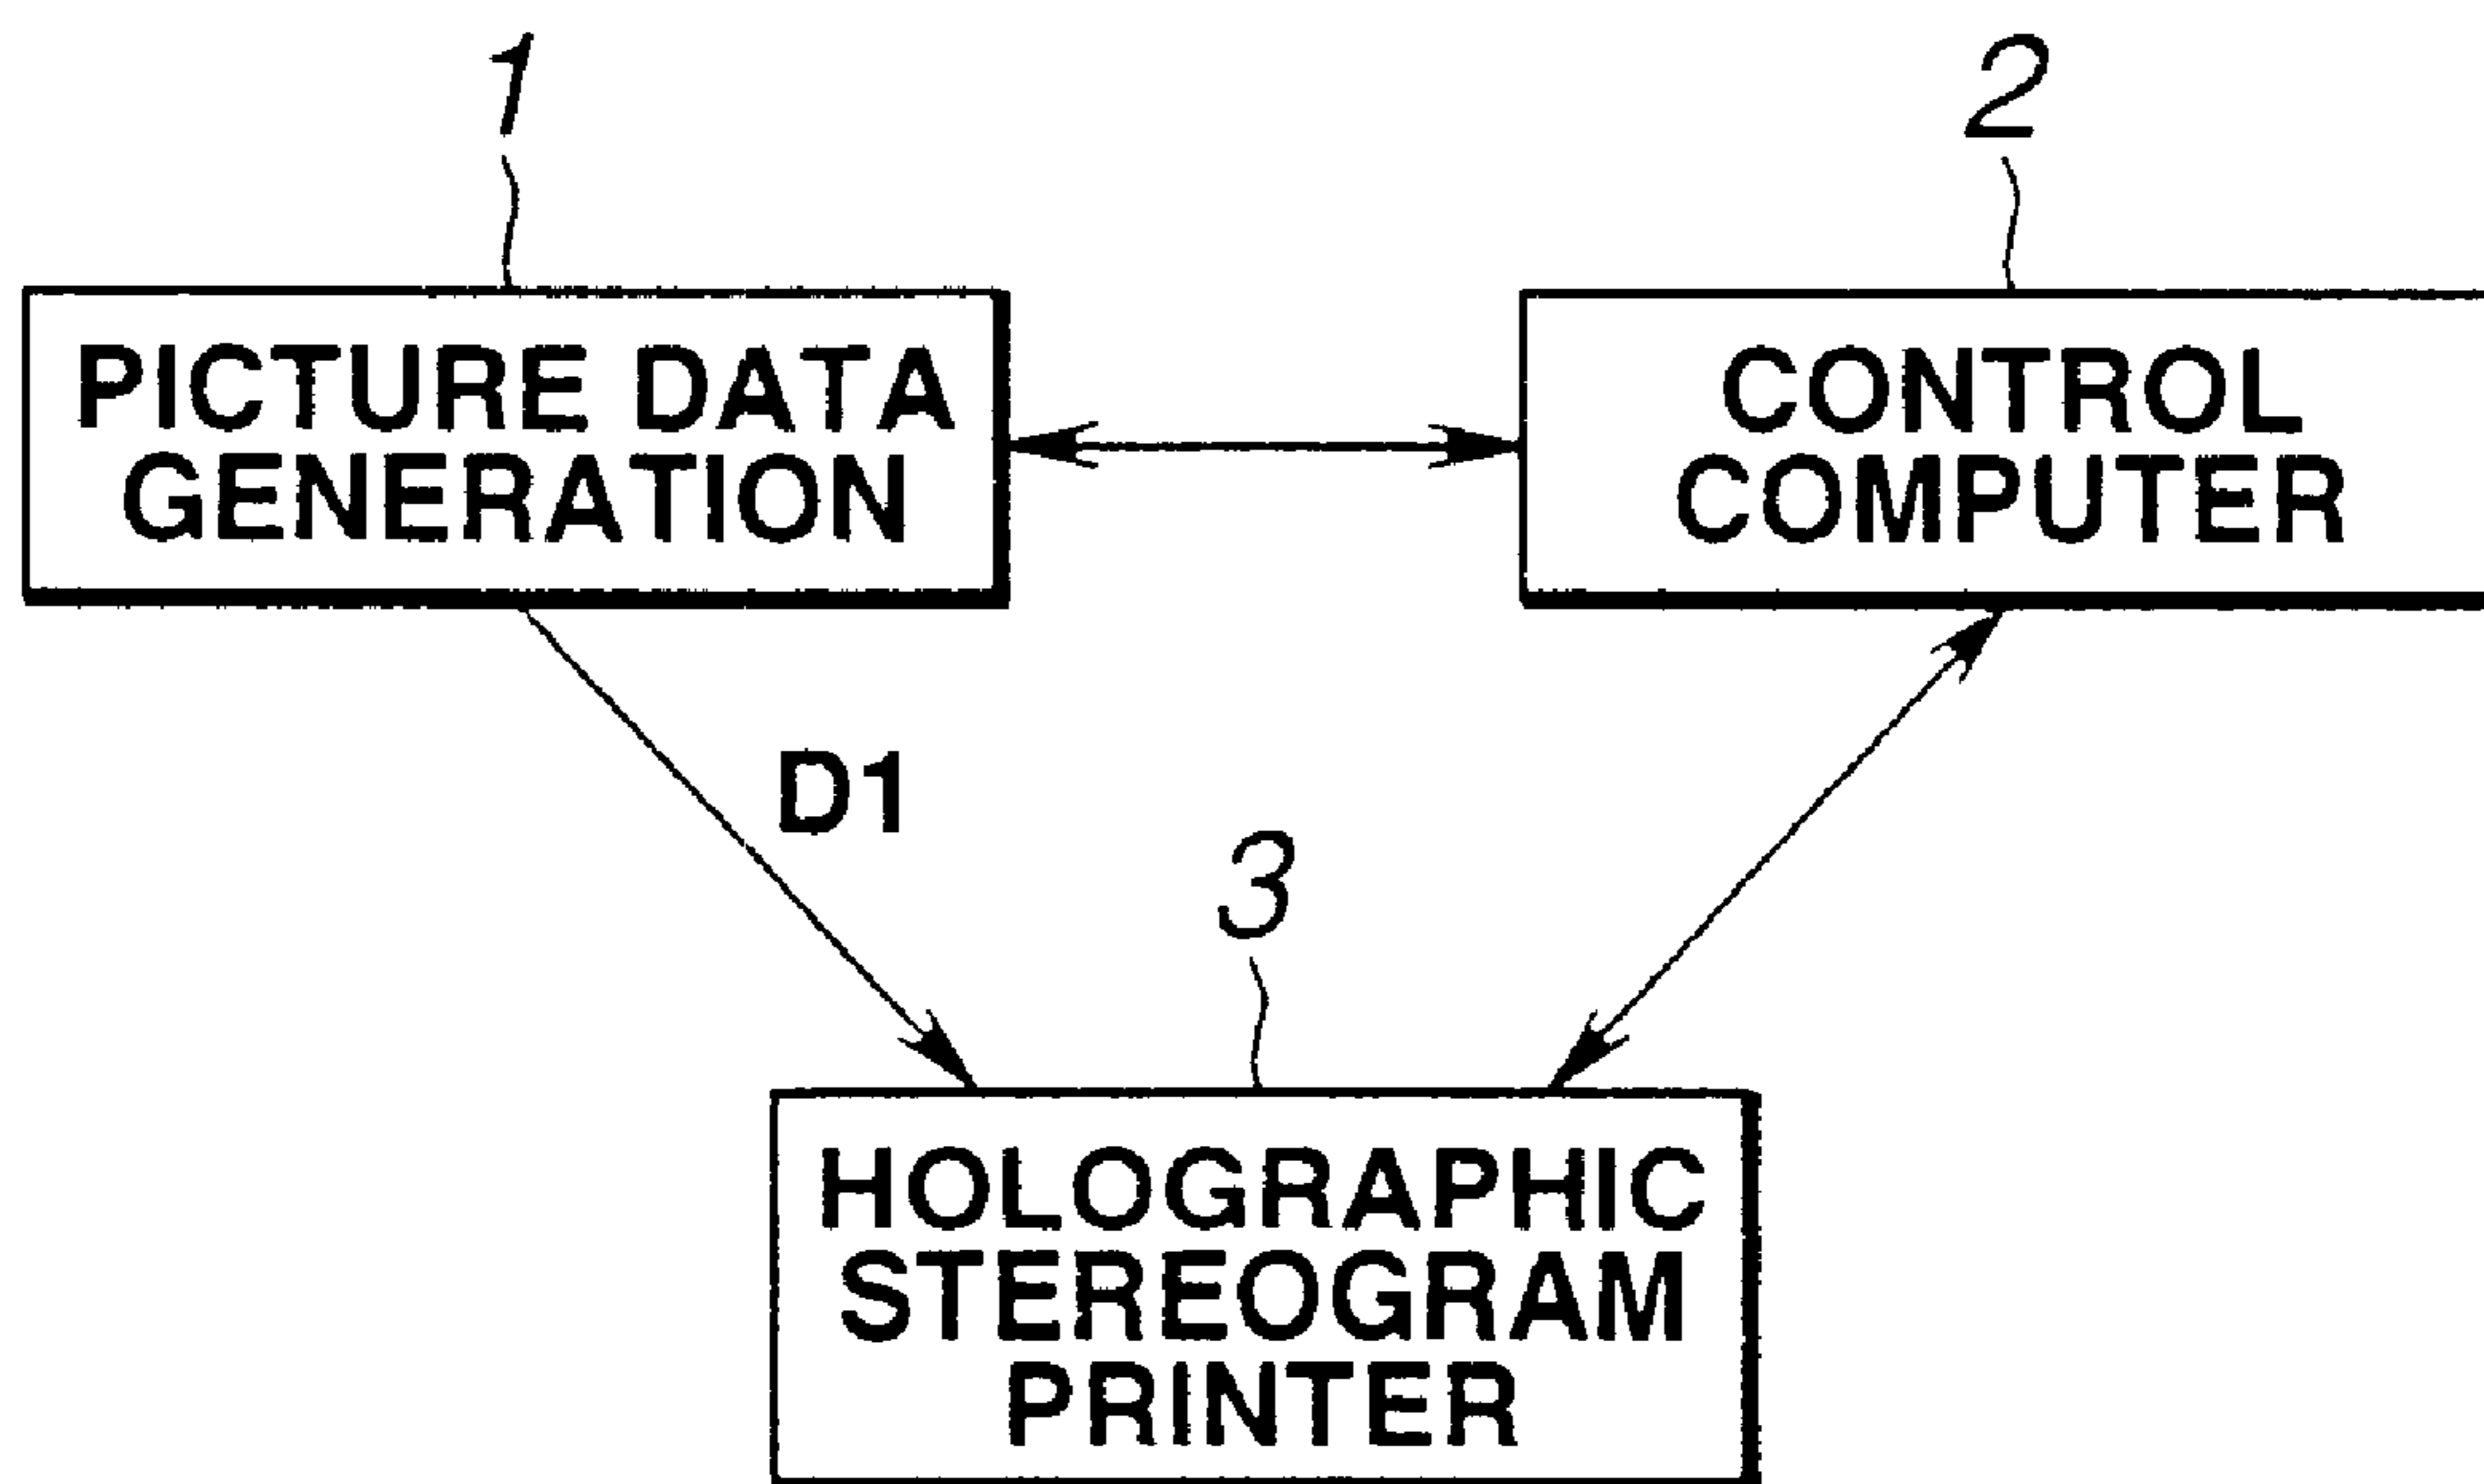 1
2
PICTURE DATA
GENERATION
CONTROL
COMPUTER
D1
3
HOLOGRAPHIC
STEREOGRAM
PRINTER